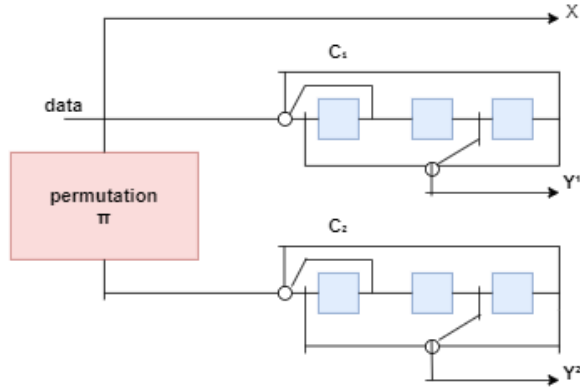 X
C₁
data
permutation
π
Y¹
C₂
Y²